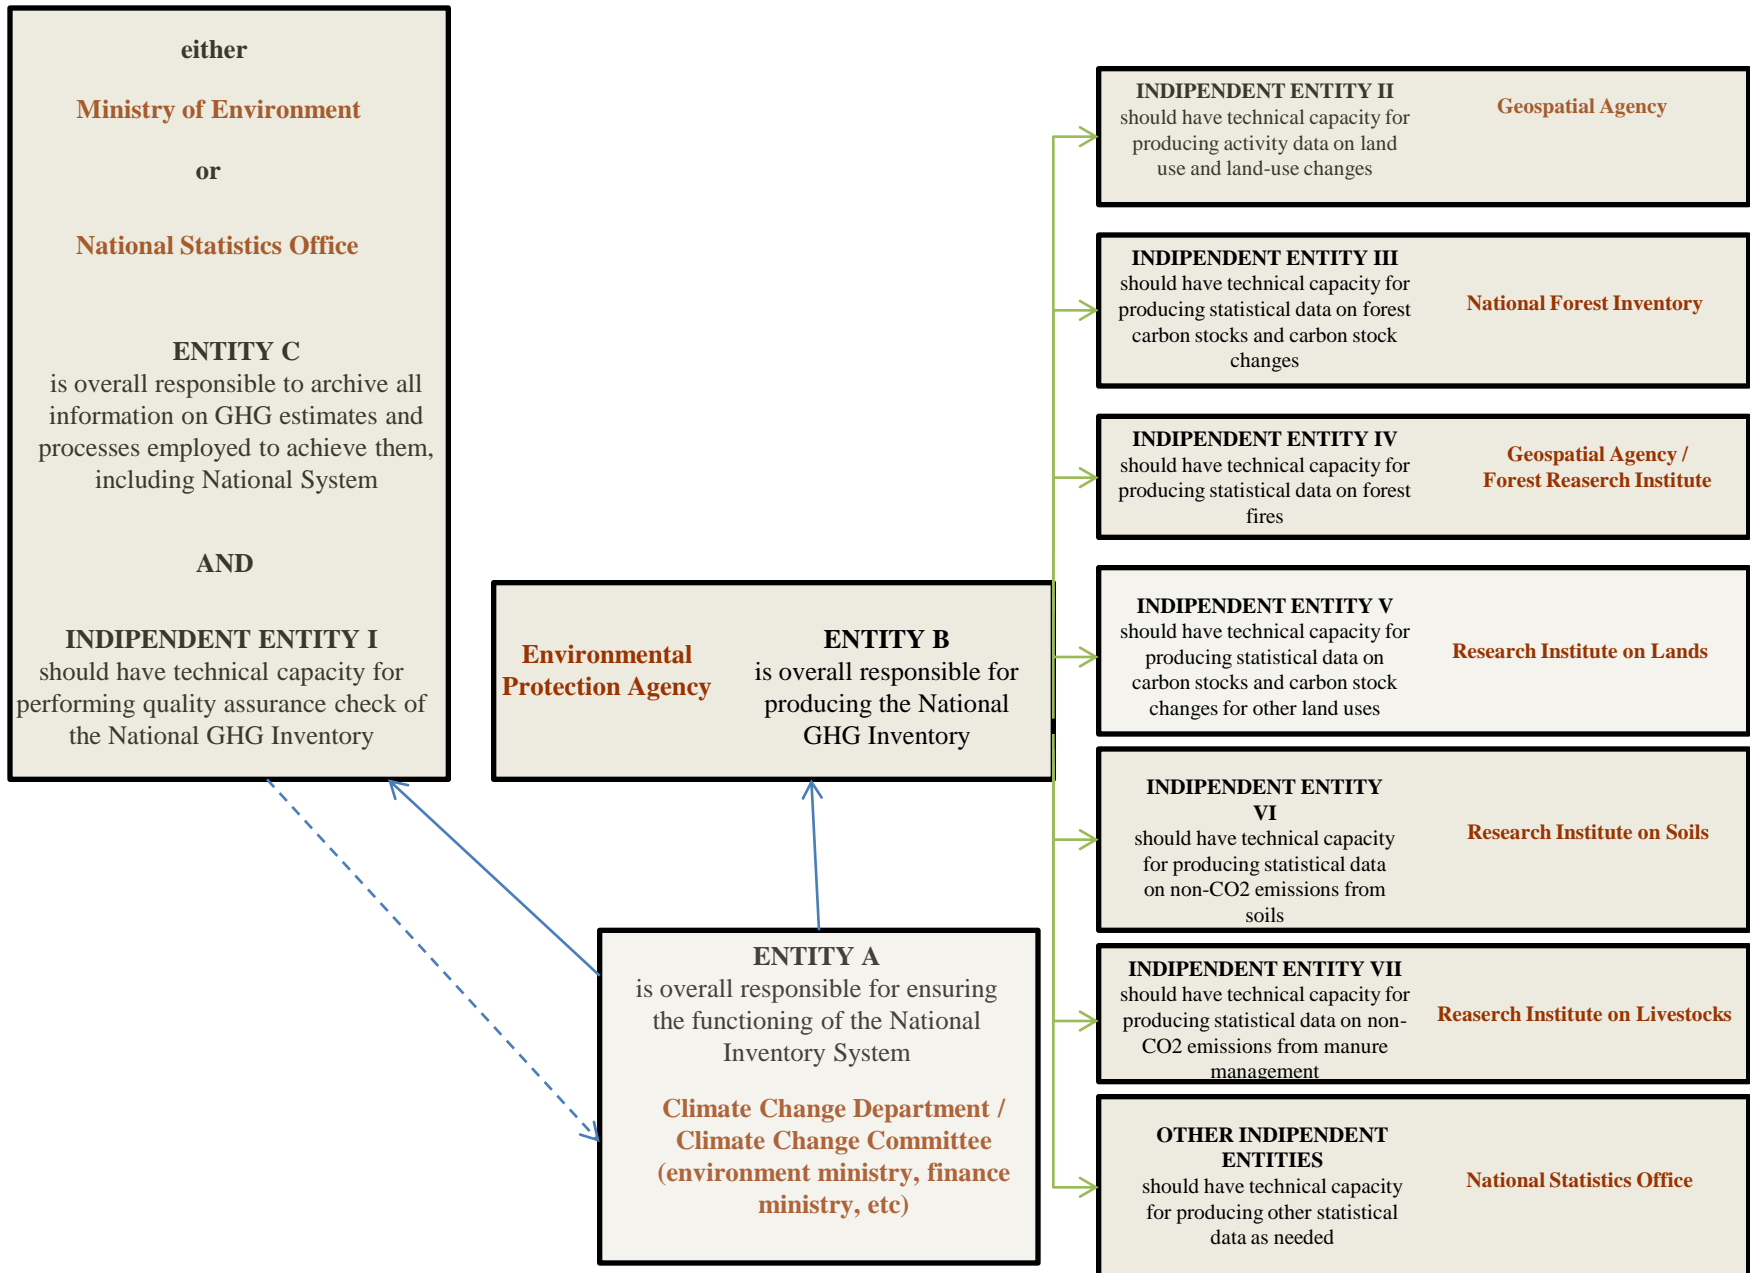 either
Ministry of Environment
or
National Statistics Office
ENTITY C
is overall responsible to archive all
information on GHG estimates and
processes employed to achieve them,
including National System
AND
INDIPENDENT ENTITY I
should have technical capacity for
performing quality assurance check of
the National GHG Inventory
Environmental
Protection Agency
ENTITY B
is overall responsible for
producing the National
GHG Inventory
ENTITY A
is overall responsible for ensuring
the functioning of the National
Inventory System
Climate Change Department /
Climate Change Committee
(environment ministry, finance
ministry, etc)
INDIPENDENT ENTITY II
should have technical capacity for
producing activity data on land
use and land-use changes
Geospatial Agency
INDIPENDENT ENTITY III
should have technical capacity for
producing statistical data on forest
carbon stocks and carbon stock
changes
National Forest Inventory
INDIPENDENT ENTITY IV
should have technical capacity for
producing statistical data on forest
fires
Geospatial Agency /
Forest Reaserch Institute
INDIPENDENT ENTITY V
should have technical capacity for
producing statistical data on
carbon stocks and carbon stock
changes for other land uses
Research Institute on Lands
INDIPENDENT ENTITY
VI
should have technical capacity
for producing statistical data
on non-CO2 emissions from
soils
Research Institute on Soils
INDIPENDENT ENTITY VII
should have technical capacity for
producing statistical data on non-
CO2 emissions from manure
management
Reaserch Institute on Livestocks
OTHER INDIPENDENT
ENTITIES
should have technical capacity
for producing other statistical
data as needed
National Statistics Office